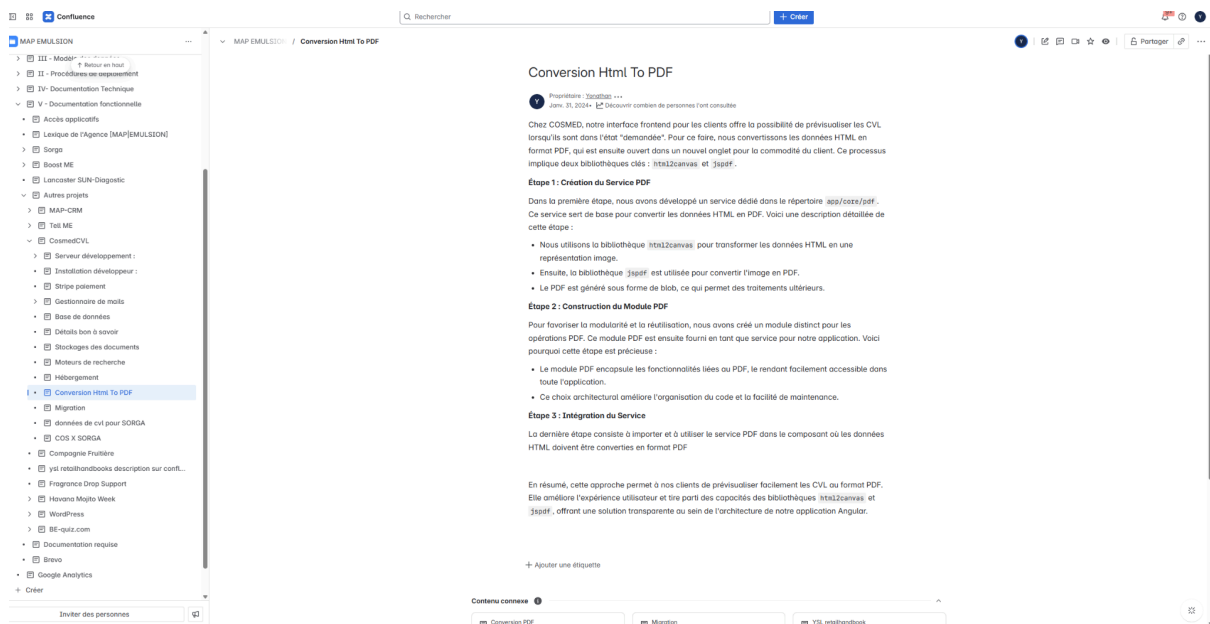 Confluence
Rechercher
+ Créer
MAP EMULSION
MAP EMULSION / Conversion Html To PDF
Partager
III - Modèle des données
↑ Retour en haut
II - Procédures de déploiement
IV- Documentation Technique
V - Documentation fonctionnelle
Accès applicatifs
Lexique de l'Agence [MAP|EMULSION]
Sorga
Boost ME
Lancaster SUN-Diagostic
Autres projets
MAP-CRM
Tell ME
CosmedCVL
Serveur développement :
Installation développeur :
Stripe paiement
Gestionnaire de mails
Base de données
Détails bon à savoir
Stockages des documents
Moteurs de recherche
Hébergement
Conversion Html To PDF
Migration
données de cvl pour SORGA
COS X SORGA
Compagnie Fruitière
ysl retailhandbooks description sur confl...
Fragrance Drop Support
Havana Mojito Week
WordPress
BE-quiz.com
Documentation requise
Brevo
Google Analytics
+ Créer
Inviter des personnes
Conversion Html To PDF
Y
Propriétaire : Yonathan
Janv. 31, 2024• Découvrir combien de personnes l'ont consultée
Chez COSMED, notre interface frontend pour les clients offre la possibilité de prévisualiser les CVL
lorsqu'ils sont dans l'état "demandée". Pour ce faire, nous convertissons les données HTML en
format PDF, qui est ensuite ouvert dans un nouvel onglet pour la commodité du client. Ce processus
implique deux bibliothèques clés : html2canvas et jspdf.
Étape 1 : Création du Service PDF
Dans la première étape, nous avons développé un service dédié dans le répertoire app/core/pdf.
Ce service sert de base pour convertir les données HTML en PDF. Voici une description détaillée de
cette étape :
• Nous utilisons la bibliothèque html2canvas pour transformer les données HTML en une
représentation image.
• Ensuite, la bibliothèque jspdf est utilisée pour convertir l'image en PDF.
• Le PDF est généré sous forme de blob, ce qui permet des traitements ultérieurs.
Étape 2 : Construction du Module PDF
Pour favoriser la modularité et la réutilisation, nous avons créé un module distinct pour les
opérations PDF. Ce module PDF est ensuite fourni en tant que service pour notre application. Voici
pourquoi cette étape est précieuse :
• Le module PDF encapsule les fonctionnalités liées au PDF, le rendant facilement accessible dans
toute l'application.
• Ce choix architectural améliore l'organisation du code et la facilité de maintenance.
Étape 3 : Intégration du Service
La dernière étape consiste à importer et à utiliser le service PDF dans le composant où les données
HTML doivent être converties en format PDF
En résumé, cette approche permet à nos clients de prévisualiser facilement les CVL au format PDF.
Elle améliore l'expérience utilisateur et tire parti des capacités des bibliothèques html2canvas et
jspdf, offrant une solution transparente au sein de l'architecture de notre application Angular.
+ Ajouter une étiquette
Contenu connexe
Conversion PDF
Migration
YSL retailhandbook